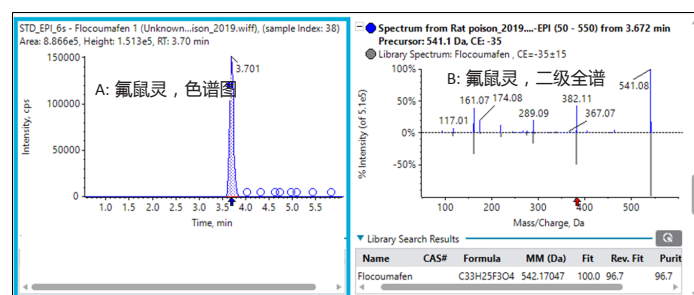 STD_EPI_6s - Flocoumafen 1 (Unknown...ison_2019.wiff), (sample Index: 38)
Area: 8.866e5, Height: 1.513e5, RT: 3.70 min
150000
100000
50000
0
Intensity, cps
3.701
A: 氟鼠灵，色谱图
1.0 1.5 2.0 2.5 3.0 3.5 4.0 4.5 5.0 5.5
Time, min
Spectrum from Rat poison_2019....-EPI (50 - 550) from 3.672 min
Precursor: 541.1 Da, CE: -35
Library Spectrum: Flocoumafen , CE=-35±15
B: 氟鼠灵，二级全谱
100%
50%
0%
-50%
% Intensity (of 5.1e5)
541.08
161.07
174.08
382.11
117.01
289.09
367.07
100 200 300 400 500
Mass/Charge, Da
Library Search Results
Name CAS# Formula MM (Da) Fit Rev. Fit Purit
Flocoumafen C33H25F3O4 542.17047 100.0 96.7 96.7